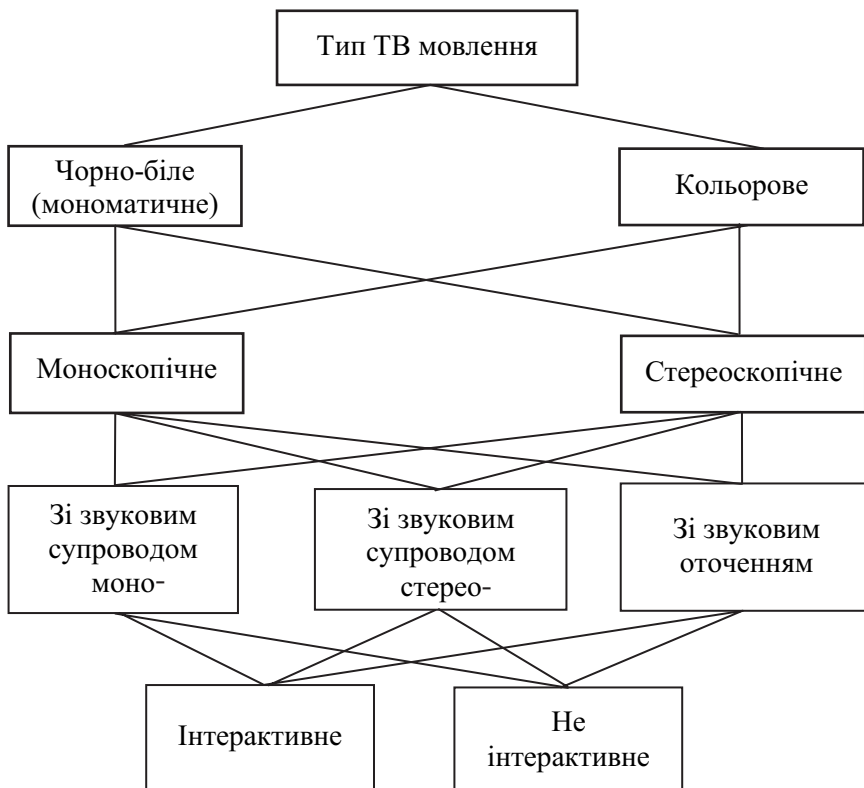 Тип ТВ мовлення
Чорно-біле
(мономатичне)
Кольорове
Моноскопічне
Стереоскопічне
Зі звуковим
супроводом
моно-
Зі звуковим
супроводом
стерео-
Зі звуковим
оточенням
Інтерактивне
Не
інтерактивне